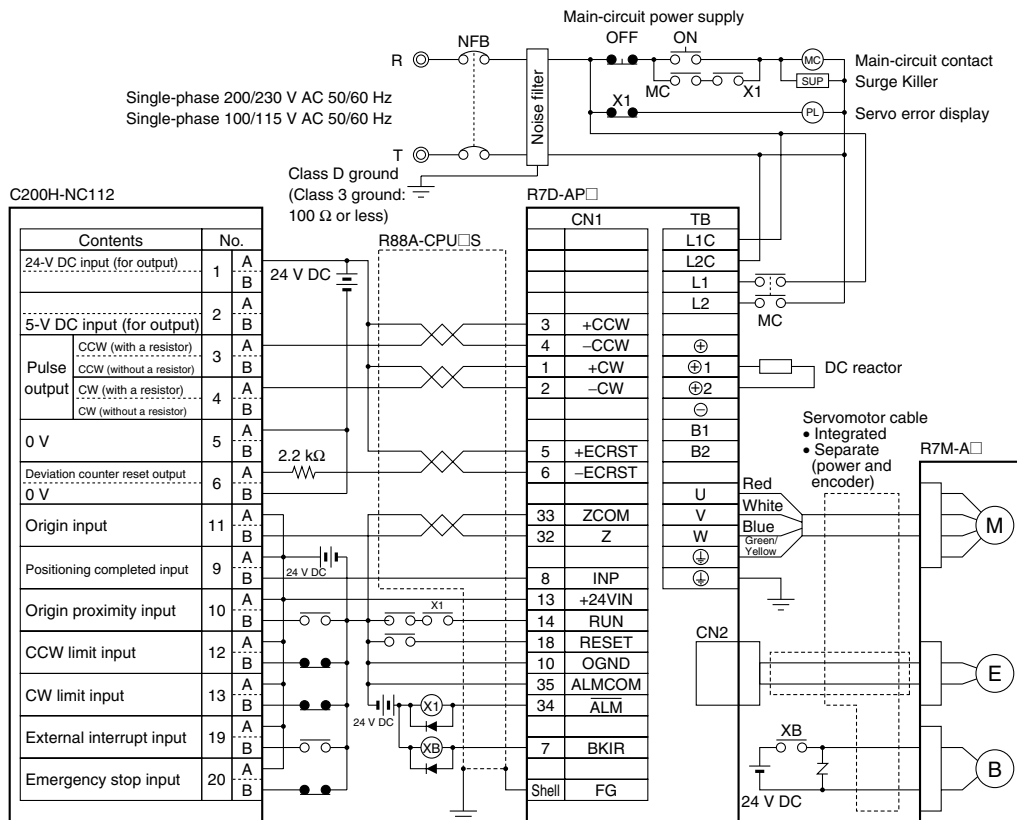 Main-circuit power supply
OFF
ON
NFB
R
MC
Main-circuit contact
SUP
Surge Killer
MC
X1
X1
PL
Servo error display
Noise filter
Single-phase 200/230 V AC 50/60 Hz
Single-phase 100/115 V AC 50/60 Hz
T
Class D ground
(Class 3 ground:
100 Ω or less)
C200H-NC112
R88A-CPU□S
R7D-AP□
Contents No.
24-V DC input (for output) 1 A B
5-V DC input (for output) 2 A B
Pulse output
CCW (with a resistor) 3 A
CCW (without a resistor) B
CW (with a resistor) 4 A
CW (without a resistor) B
0 V 5 A B
Deviation counter reset output 6 A
0 V B
Origin input 11 A B
Positioning completed input 9 A B
Origin proximity input 10 A B
CCW limit input 12 A B
CW limit input 13 A B
External interrupt input 19 A B
Emergency stop input 20 A B
24 V DC
2.2 kΩ
24 V DC
X1
24 V DC
X1
XB
CN1
3 +CCW
4 −CCW
1 +CW
2 −CW
5 +ECRST
6 −ECRST
33 ZCOM
32 Z
8 INP
13 +24VIN
14 RUN
18 RESET
10 OGND
35 ALMCOM
34 ALM
7 BKIR
Shell FG
TB
L1C
L2C
L1
L2
MC
⊕
⊕1
⊕2
DC reactor
⊖
B1
B2
U
V
W
Red
White
Blue
Green/
Yellow
Servomotor cable
• Integrated
• Separate
(power and
encoder)
R7M-A□
M
CN2
E
XB
24 V DC
B